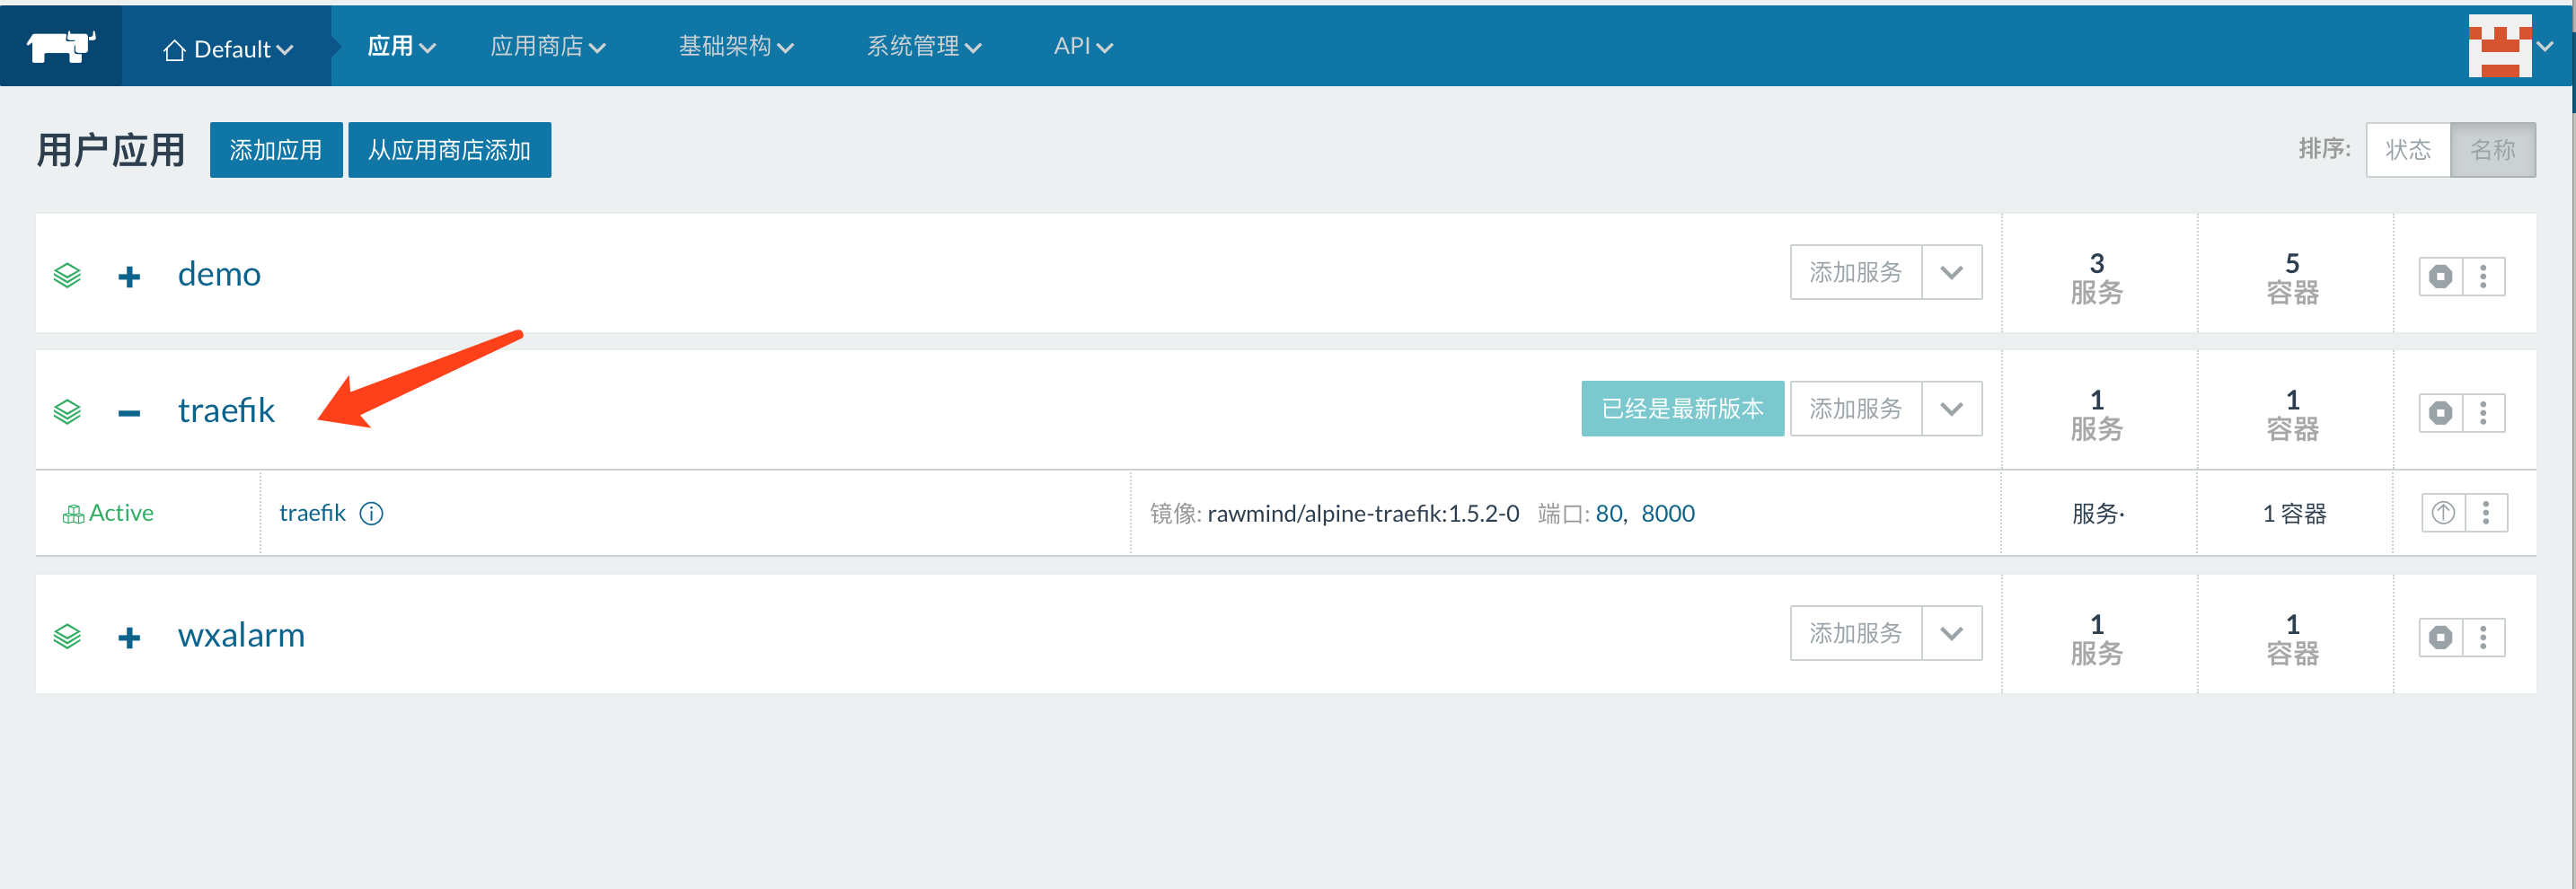 Default 应用 应用商店 基础架构 系统管理 API
用户应用 添加应用 从应用商店添加 排序: 状态 名称
demo 添加服务 3 服务 5 容器
traefik 已经是最新版本 添加服务 1 服务 1 容器
Active traefik 镜像: rawmind/alpine-traefik:1.5.2-0 端口: 80, 8000 服务· 1 容器
wxalarm 添加服务 1 服务 1 容器